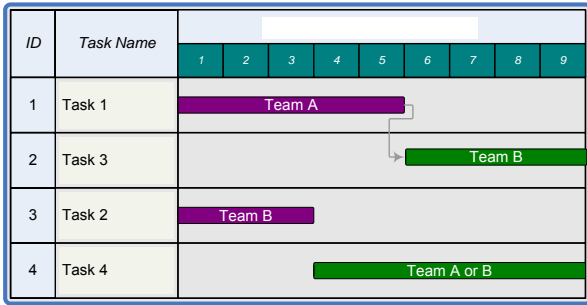 ID Task Name
1 2 3 4 5 6 7 8 9
1 Task 1 Team A
2 Task 3 Team B
3 Task 2 Team B
4 Task 4 Team A or B